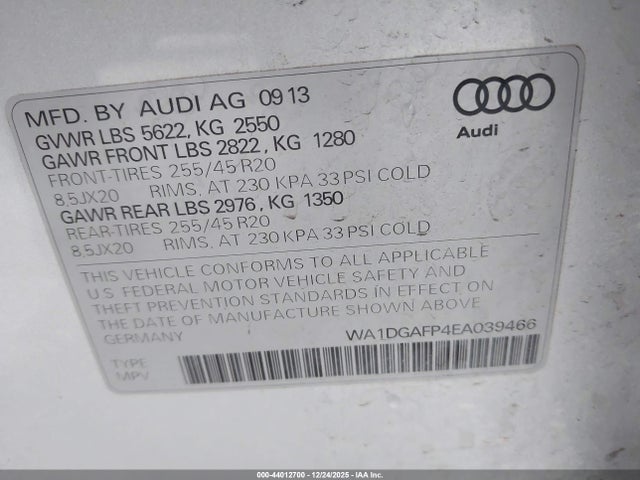 MFD. BY AUDI AG 0913
GVWR LBS 5622, KG 2550
GAWR FRONT LBS 2822, KG 1280
FRONT-TIRES 255/45 R20
8,5JX20 RIMS. AT 230 KPA 33 PSI COLD
GAWR REAR LBS 2976, KG 1350
REAR-TIRES 255/45 R20
8,5JX20 RIMS. AT 230 KPA 33 PSI COLD
THIS VEHICLE CONFORMS TO ALL APPLICABLE
U.S FEDERAL MOTOR VEHICLE SAFETY AND
THEFT PREVENTION STANDARDS IN EFFECT ON
THE DATE OF MANUFACTURE SHOWN ABOVE
GERMANY
WA1DGAFP4EA039466
TYPE
MPV
Audi
000-44012700 - 12/24/2025 - IAA Inc.